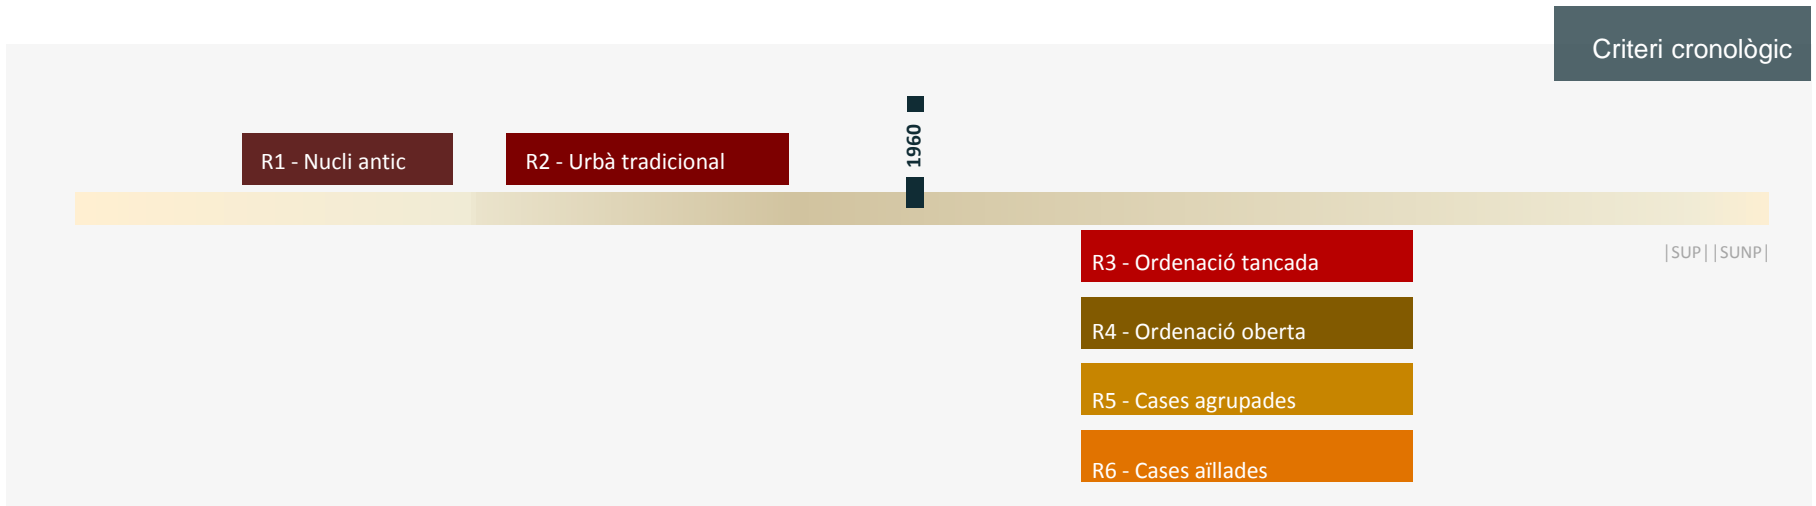 Criteri cronològic
1960
R1 - Nucli antic
R2 - Urbà tradicional
|SUP||SUNP|
R3 - Ordenació tancada
R4 - Ordenació oberta
R5 - Cases agrupades
R6 - Cases aïllades